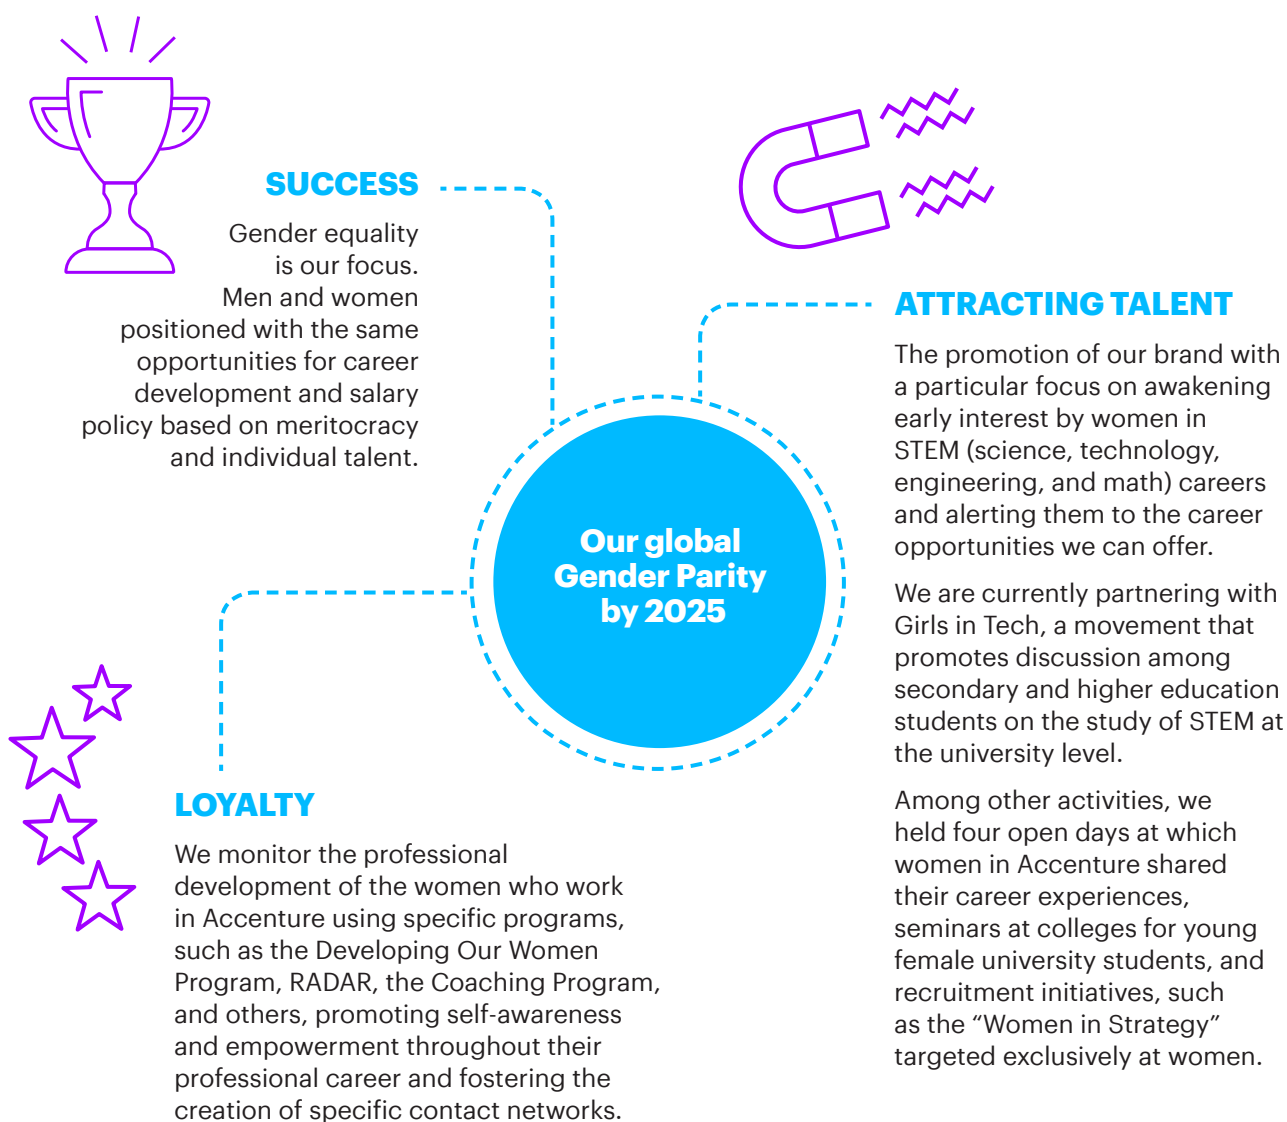 SUCCESS
Gender equality
is our focus.
Men and women
positioned with the same
opportunities for career
development and salary
policy based on meritocracy
and individual talent.
ATTRACTING TALENT
The promotion of our brand with
a particular focus on awakening
early interest by women in
STEM (science, technology,
engineering, and math) careers
and alerting them to the career
opportunities we can offer.
We are currently partnering with
Girls in Tech, a movement that
promotes discussion among
secondary and higher education
students on the study of STEM at
the university level.
Among other activities, we
held four open days at which
women in Accenture shared
their career experiences,
seminars at colleges for young
female university students, and
recruitment initiatives, such
as the “Women in Strategy”
targeted exclusively at women.
Our global
Gender Parity
by 2025
LOYALTY
We monitor the professional
development of the women who work
in Accenture using specific programs,
such as the Developing Our Women
Program, RADAR, the Coaching Program,
and others, promoting self-awareness
and empowerment throughout their
professional career and fostering the
creation of specific contact networks.